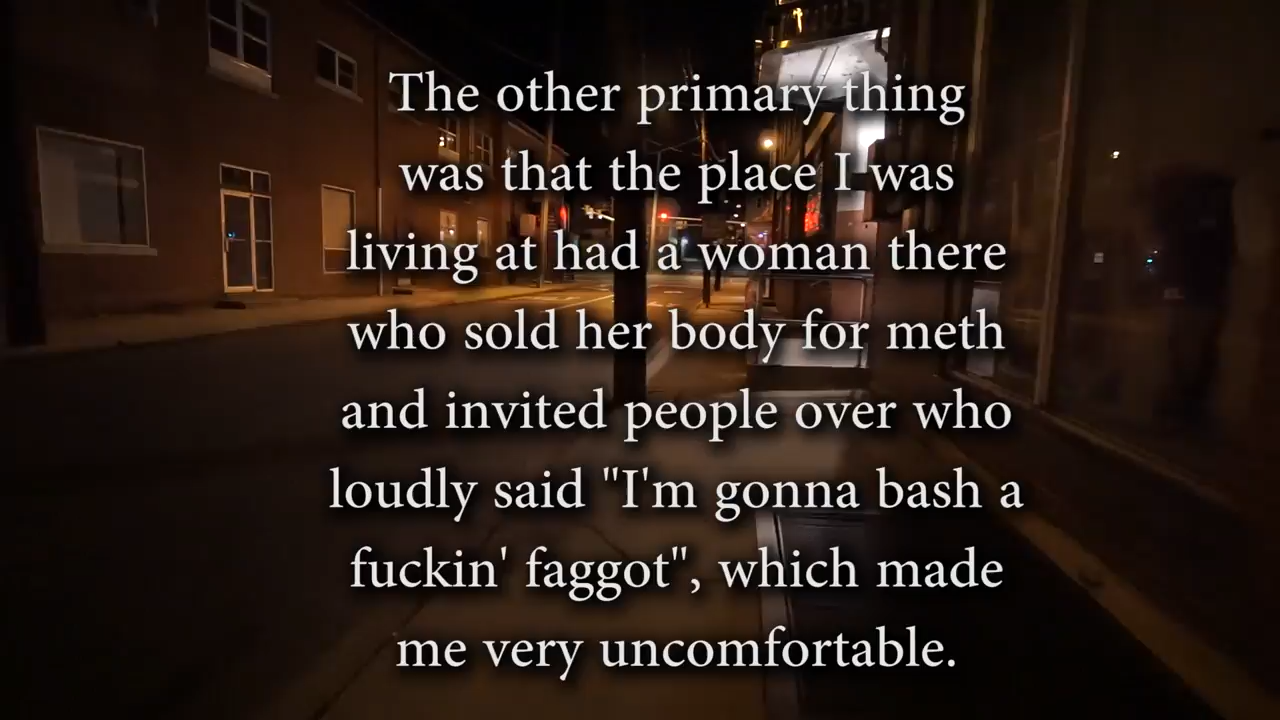 The other primary thing
was that the place I was
living at had a woman there
who sold her body for meth
and invited people over who
loudly said "I'm gonna bash a
fuckin' faggot", which made
me very uncomfortable.